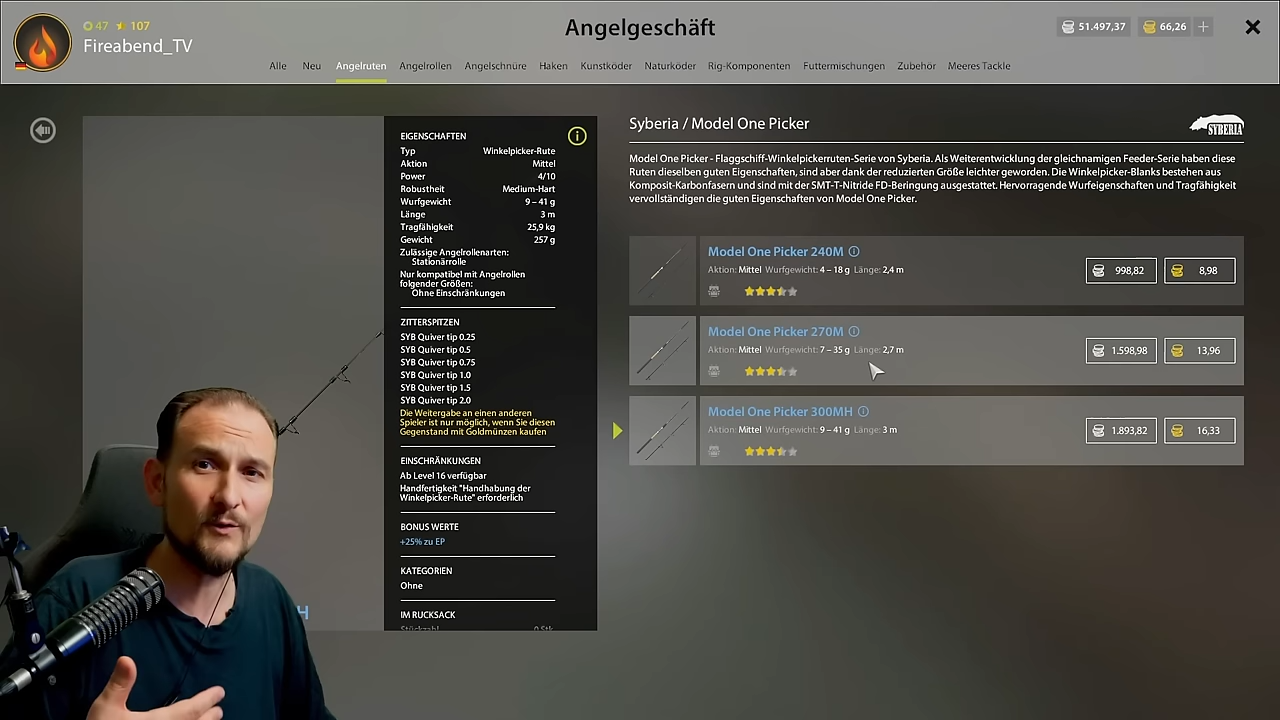 47 107
Fireabend_TV
Angelgeschäft
51.497,37
66,26
Alle Neu Angelruten Angelrollen Angelschnüre Haken Kunstköder Naturköder Rig-Komponenten Futtermischungen Zubehör Meeres Tackle
EIGENSCHAFTEN
Typ Winkelpicker-Rute
Aktion Mittel
Power 4/10
Robustheit Medium-Hart
Wurfgewicht 9 – 41 g
Länge 3 m
Tragfähigkeit 25,9 kg
Gewicht 257 g
Zulässige Angelrollenarten:
Stationärrolle
Nur kompatibel mit Angelrollen
folgender Größen:
Ohne Einschränkungen
ZITTERSPITZEN
SYB Quiver tip 0.25
SYB Quiver tip 0.5
SYB Quiver tip 0.75
SYB Quiver tip 1.0
SYB Quiver tip 1.5
SYB Quiver tip 2.0
Die Weitergabe an einen anderen
Spieler ist nur möglich, wenn Sie diesen
Gegenstand mit Goldmünzen kaufen
EINSCHRÄNKUNGEN
Ab Level 16 verfügbar
Handfertigkeit "Handhabung der
Winkelpicker-Rute" erforderlich
BONUS WERTE
+25% zu EP
KATEGORIEN
Ohne
IM RUCKSACK
Stückzahl 0 Stk.
H
Syberia / Model One Picker
SYBERIA
Model One Picker - Flaggschiff-Winkelpickerruten-Serie von Syberia. Als Weiterentwicklung der gleichnamigen Feeder-Serie haben diese
Ruten dieselben guten Eigenschaften, sind aber dank der reduzierten Größe leichter geworden. Die Winkelpicker-Blanks bestehen aus
Komposit-Karbonfasern und sind mit der SMT-T-Nitride FD-Beringung ausgestattet. Hervorragende Wurfeigenschaften und Tragfähigkeit
vervollständigen die guten Eigenschaften von Model One Picker.
Model One Picker 240M
Aktion: Mittel Wurfgewicht: 4 – 18 g Länge: 2,4 m
998,82
8,98
Model One Picker 270M
Aktion: Mittel Wurfgewicht: 7 – 35 g Länge: 2,7 m
1.598,98
13,96
Model One Picker 300MH
Aktion: Mittel Wurfgewicht: 9 – 41 g Länge: 3 m
1.893,82
16,33